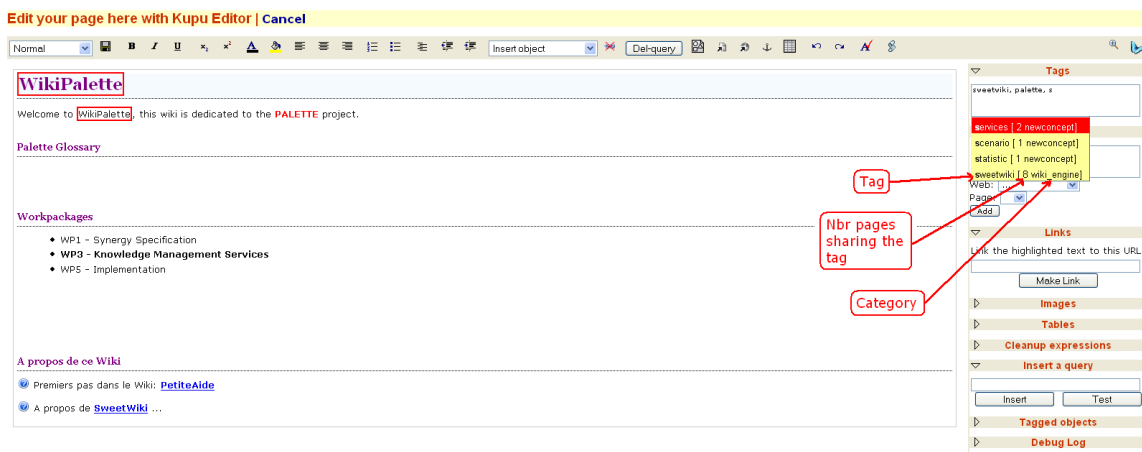 Edit your page here with Kupu Editor | Cancel
Normal B I U x₁ x² A Insert object Del-query A
WikiPalette
Welcome to WikiPalette, this wiki is dedicated to the PALETTE project.
Palette Glossary
Workpackages
WP1 - Synergy Specification
WP3 - Knowledge Management Services
WP5 - Implementation
A propos de ce Wiki
Premiers pas dans le Wiki: PetiteAide
A propos de SweetWiki ...
Tag
Nbr pages
sharing the
tag
Category
Tags
sweetwiki, palette, s
services [ 2 newconcept]
scenario [ 1 newconcept]
statistic [ 1 newconcept]
sweetwiki [ 8 wiki_engine]
Web: ...
Page:
Add
Links
Link the highlighted text to this URL
Make Link
Images
Tables
Cleanup expressions
Insert a query
Insert Test
Tagged objects
Debug Log